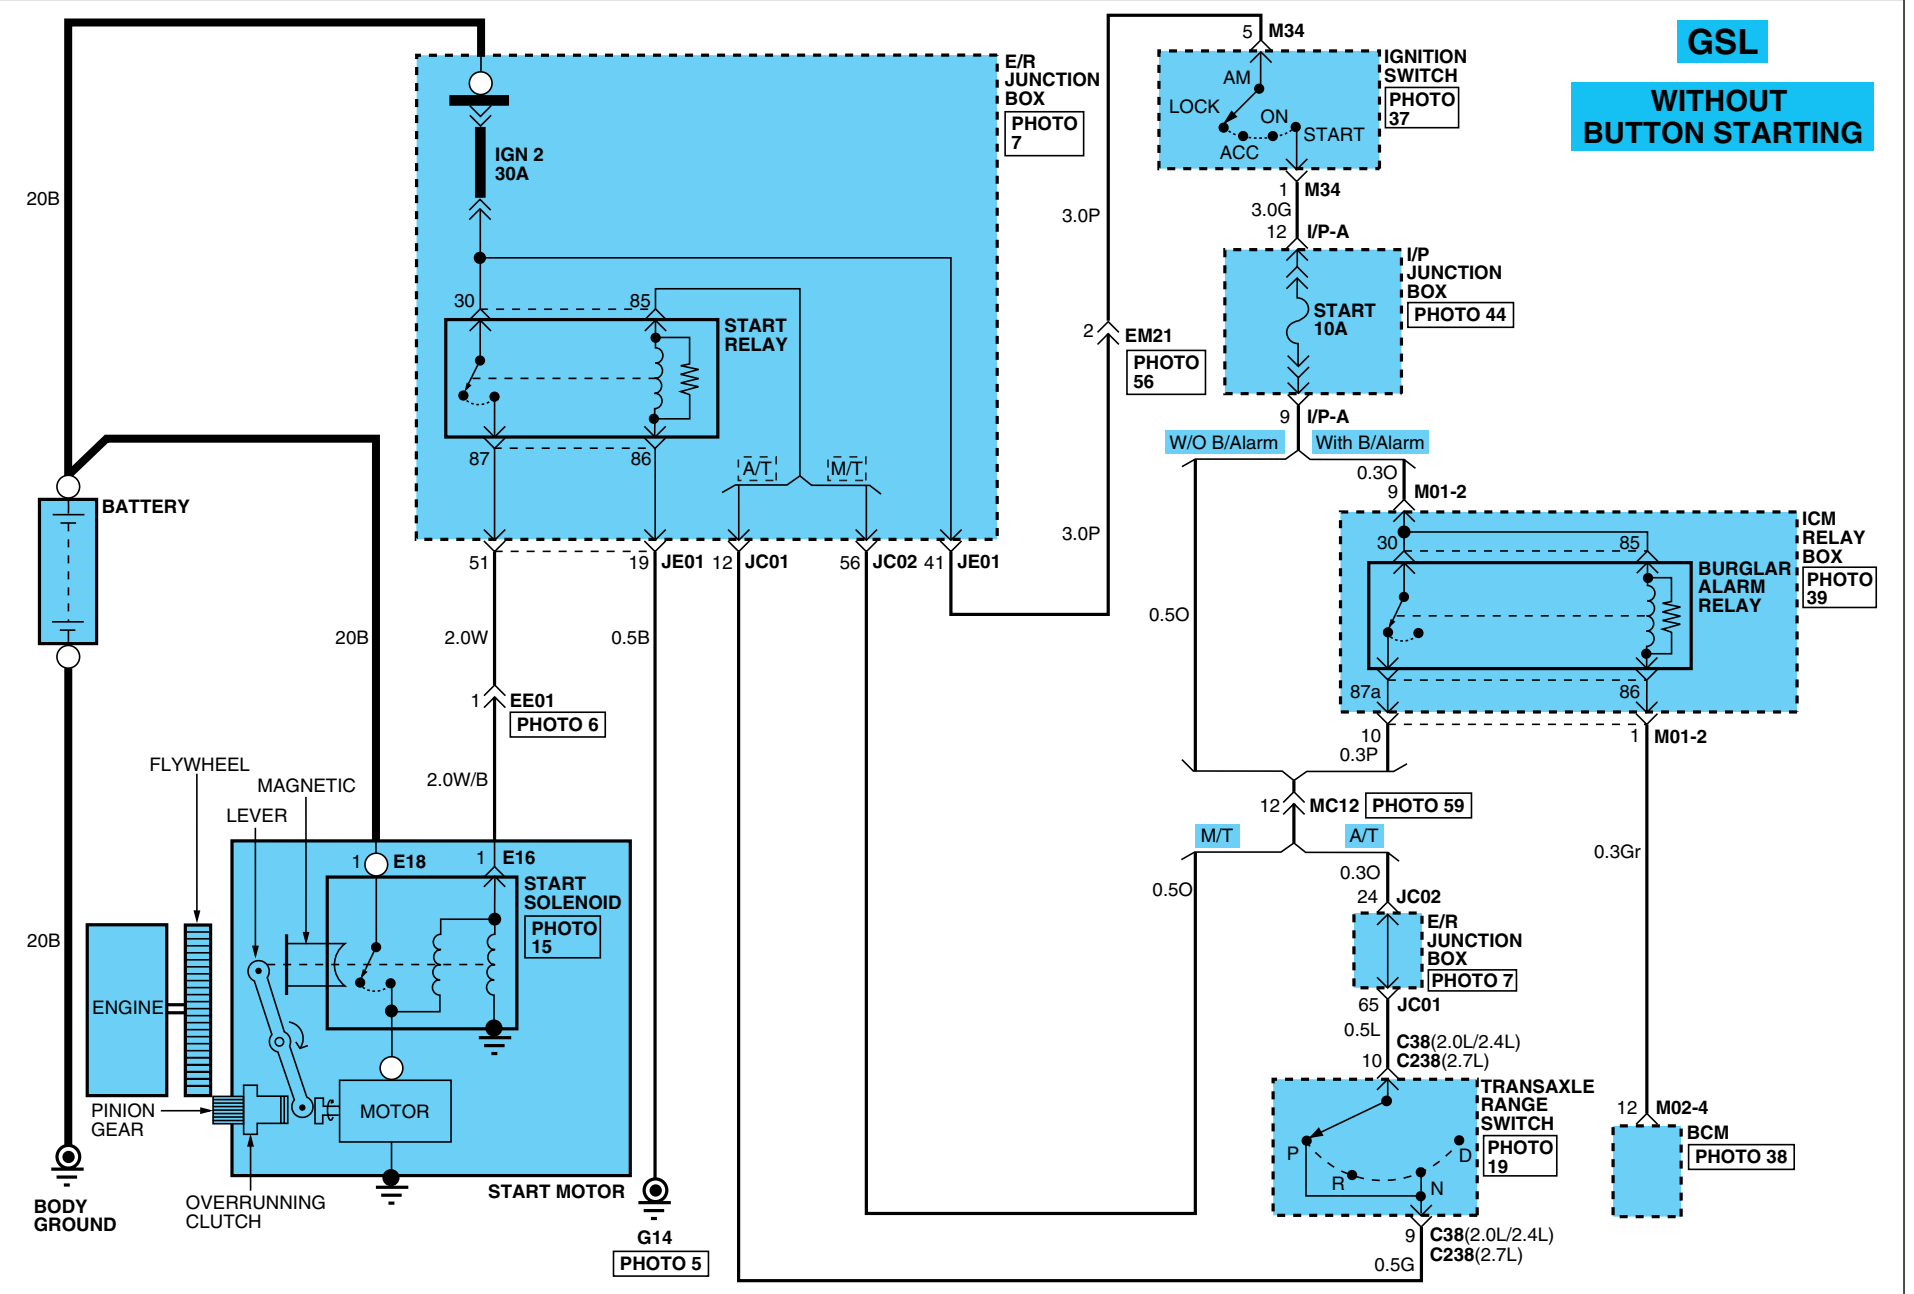 GSL
WITHOUT
BUTTON STARTING
20B
E/R
JUNCTION
BOX
PHOTO
7
IGN 2
30A
30
85
START
RELAY
87
86
A/T
M/T
51
19
JE01
12
JC01
56
JC02
41
JE01
5
M34
IGNITION
SWITCH
PHOTO
37
AM
LOCK
ON
START
ACC
1
M34
3.0G
3.0P
12
I/P-A
I/P
JUNCTION
BOX
PHOTO 44
START
10A
2
EM21
PHOTO
56
9
I/P-A
W/O B/Alarm
With B/Alarm
0.3O
9
M01-2
3.0P
ICM
RELAY
BOX
PHOTO
39
30
85
BURGLAR
ALARM
RELAY
87a
86
10
0.3P
1
M01-2
0.5O
12
MC12
PHOTO 59
M/T
A/T
0.5O
0.3O
24
JC02
E/R
JUNCTION
BOX
PHOTO 7
65
JC01
0.5L
C38(2.0L/2.4L)
10
C238(2.7L)
TRANSAXLE
RANGE
SWITCH
PHOTO
19
P
R
N
D
9
C38(2.0L/2.4L)
C238(2.7L)
0.5G
0.3Gr
12
M02-4
BCM
PHOTO 38
BATTERY
20B
2.0W
0.5B
1
EE01
PHOTO 6
2.0W/B
FLYWHEEL
MAGNETIC
LEVER
1
E18
1
E16
START
SOLENOID
PHOTO
15
20B
ENGINE
MOTOR
PINION
GEAR
START MOTOR
OVERRUNNING
CLUTCH
BODY
GROUND
G14
PHOTO 5